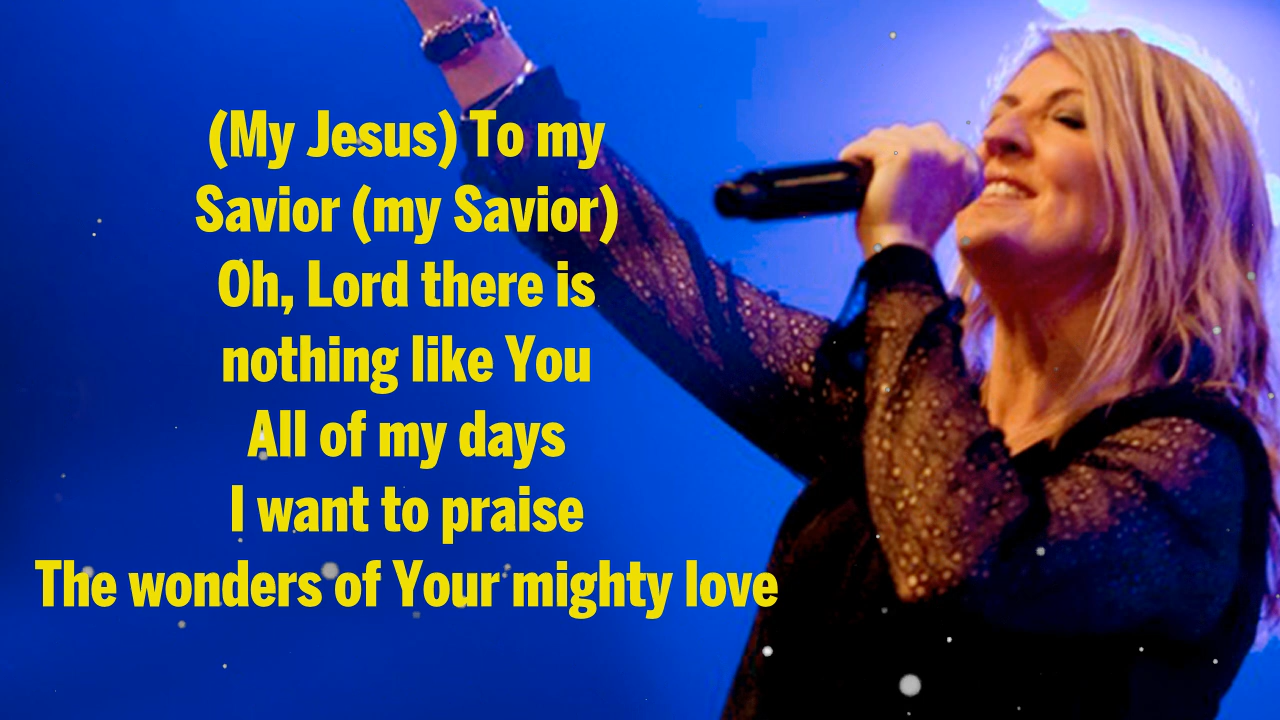 (My Jesus) To my
Savior (my Savior)
Oh, Lord there is
nothing like You
All of my days
I want to praise
The wonders of Your mighty love